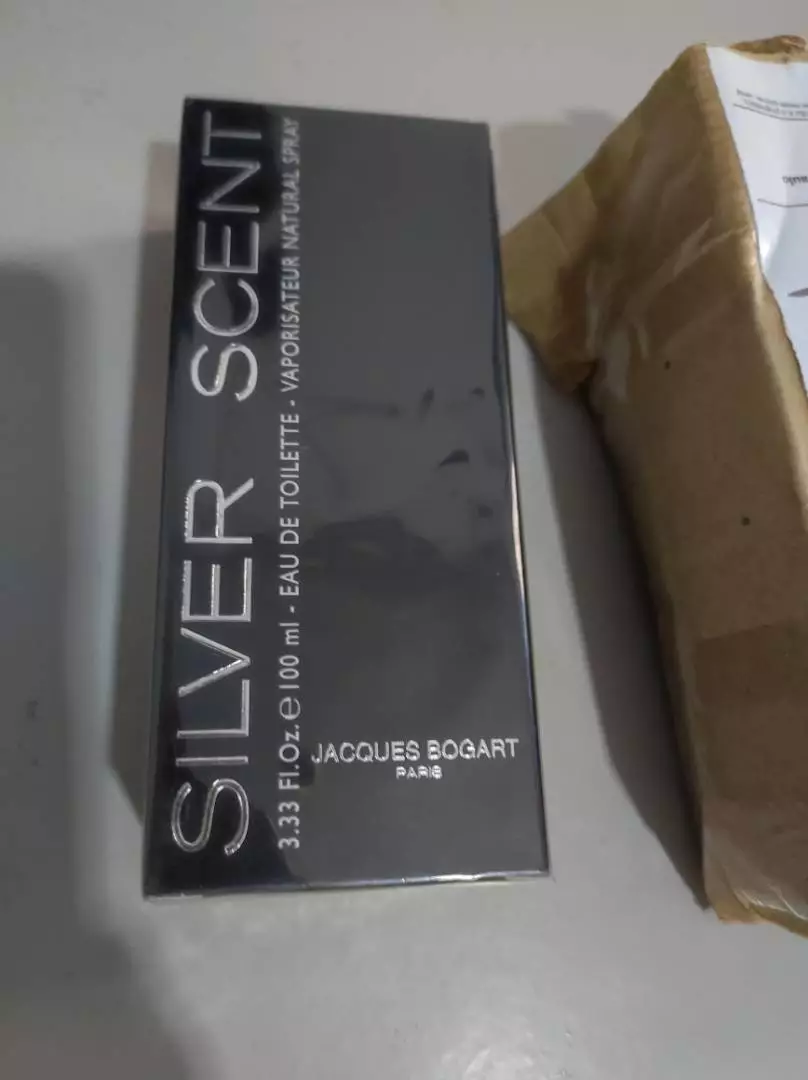 SILVER SCENT
3.33 Fl.Oz. e 100 ml - EAU DE TOILETTE - VAPORISATEUR NATURAL SPRAY
JACQUES BOGART
PARIS